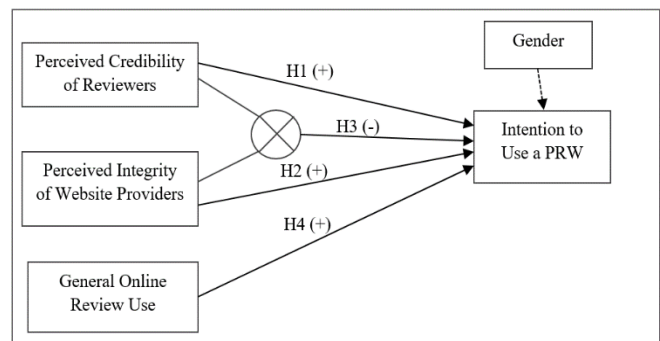 Perceived Credibility
of Reviewers
H1 (+)
Gender
H3 (-)
Intention to
Use a PRW
Perceived Integrity
of Website Providers
H2 (+)
H4 (+)
General Online
Review Use